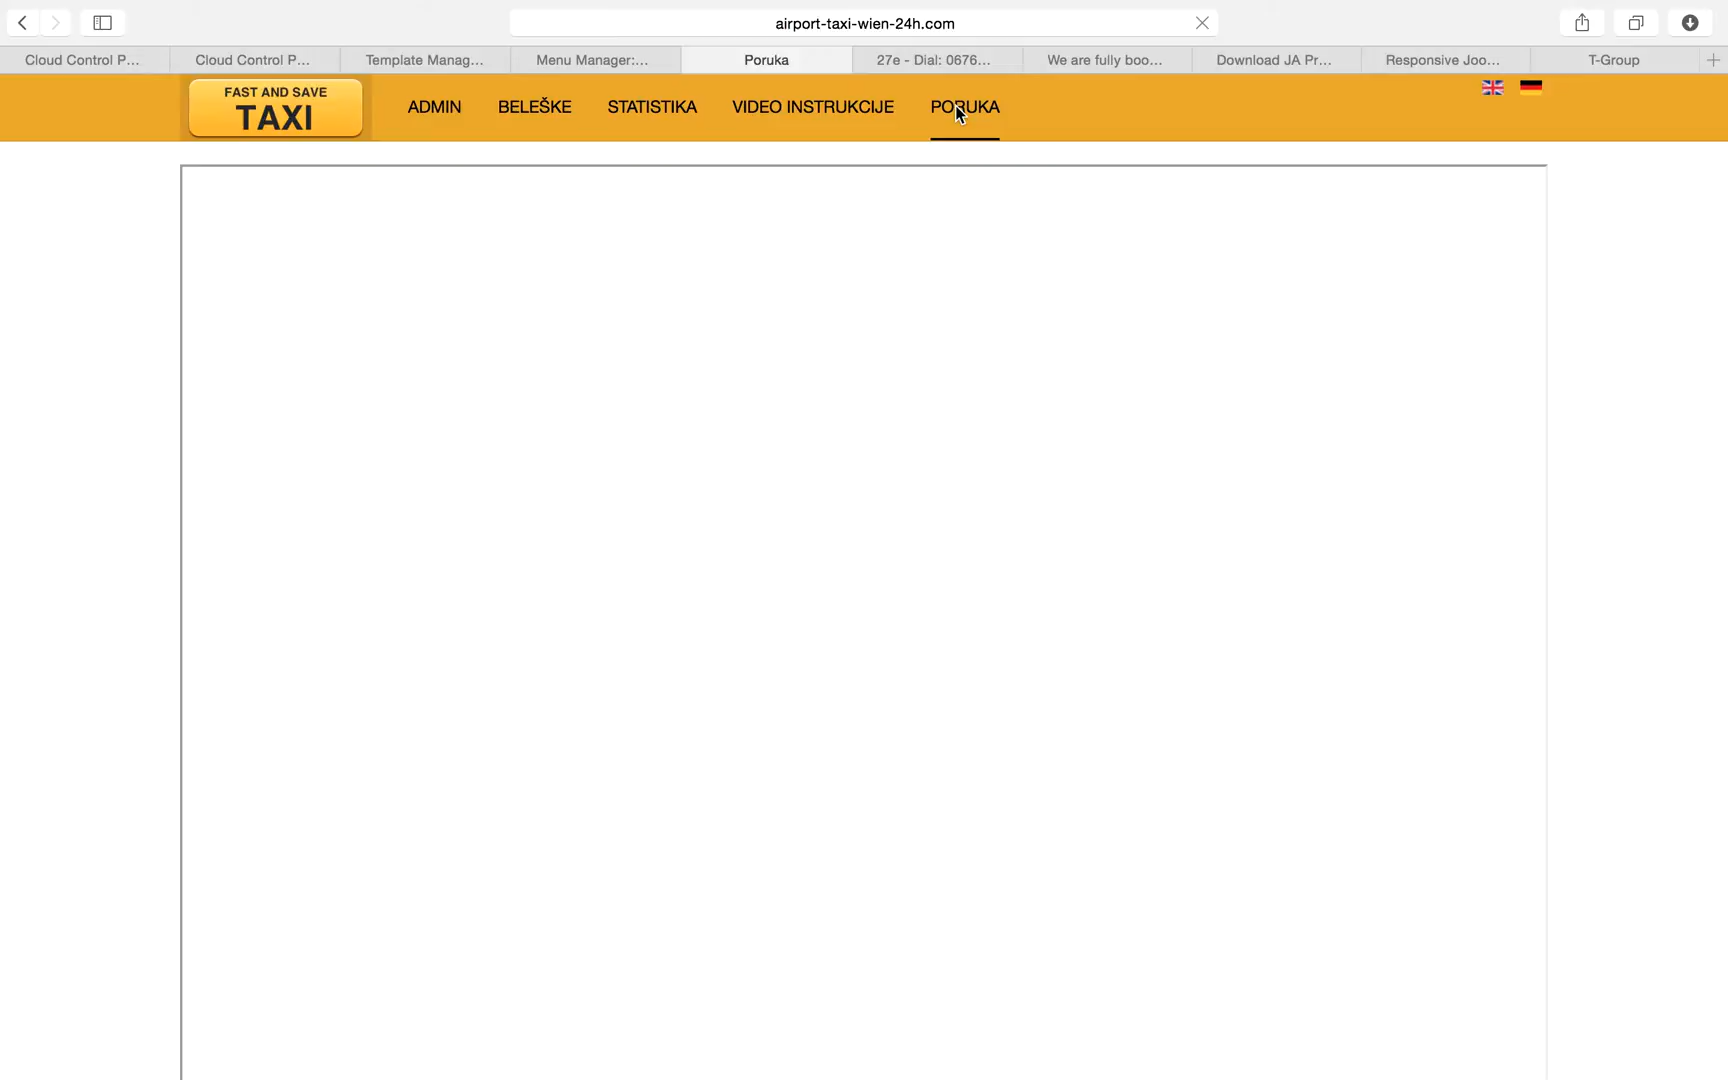 airport-taxi-wien-24h.com
Cloud Control P...
Cloud Control P...
Template Manag...
Menu Manager:...
Poruka
27e - Dial: 0676...
We are fully boo...
Download JA Pr...
Responsive Joo...
T-Group
FAST AND SAVE
TAXI
ADMIN
BELEŠKE
STATISTIKA
VIDEO INSTRUKCIJE
PORUKA